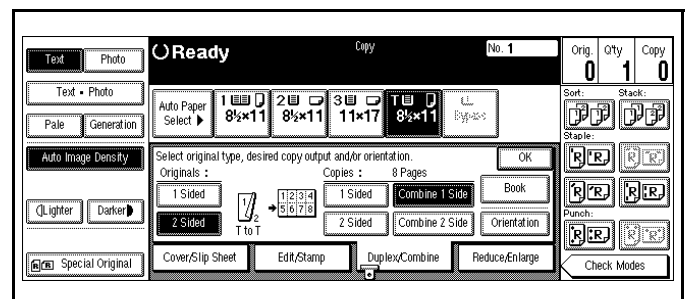 Text Photo
Text • Photo
Pale Generation
Auto Image Density
Lighter Darker
Special Original
Ready
Copy
No. 1
Orig. Q'ty Copy
0 1 0
Auto Paper Select ▶
1 8½×11
2 8½×11
3 11×17
T 8½×11
Bypass
Select original type, desired copy output and/or orientation.
OK
Originals : Copies : 8 Pages
1 Sided 1 2 T to T 1 2 3 4 5 6 7 8 1 Sided Combine 1 Side Book
2 Sided 2 Sided Combine 2 Side Orientation
Cover/Slip Sheet Edit/Stamp Duplex/Combine Reduce/Enlarge
Sort: Stack:
Staple:
R R R R
R R R R
Punch:
R R R R
Check Modes